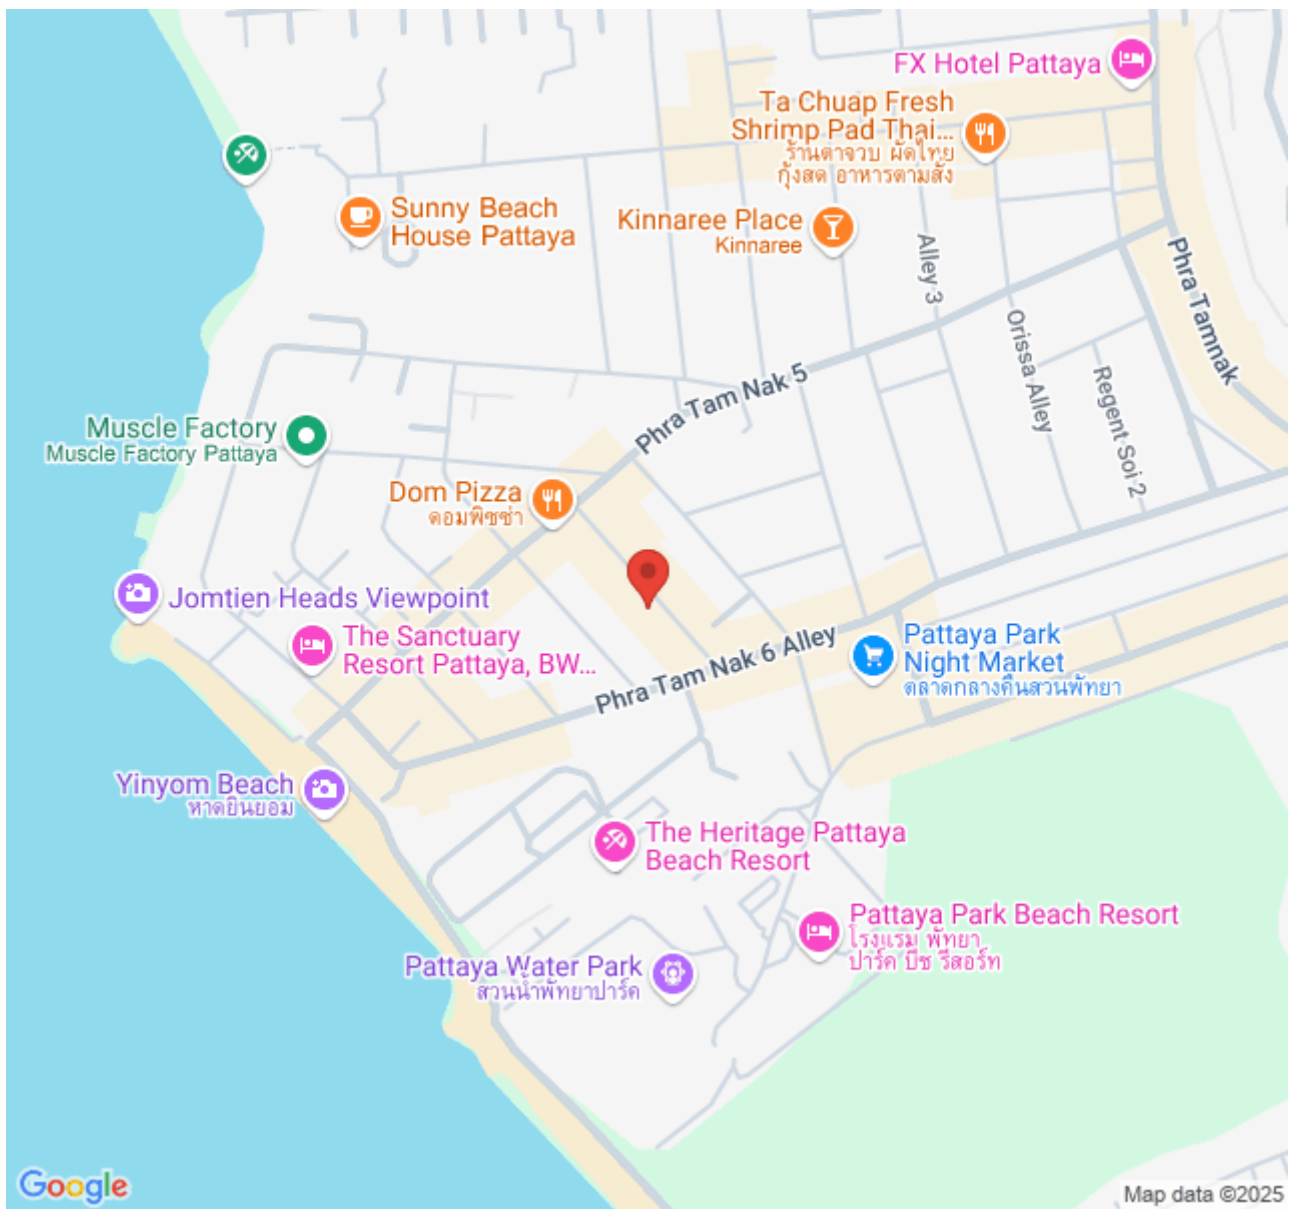 FX Hotel Pattaya
Ta Chuap Fresh
Shrimp Pad Thai...
ร้านตาจวบ ผัดไทย
กุ้งสด อาหารตามสั่ง
Sunny Beach
House Pattaya
Kinnaree Place
Kinnaree
Alley 3
Phra Tamnak
Orissa Alley
Regent Soi 2
Phra Tam Nak 5
Muscle Factory
Muscle Factory Pattaya
Dom Pizza
ดอมพิซซ่า
Jomtien Heads Viewpoint
The Sanctuary
Resort Pattaya, BW...
Phra Tam Nak 6 Alley
Pattaya Park
Night Market
ตลาดกลางคืนสวนพัทยา
Yinyom Beach
หาดยินยอม
The Heritage Pattaya
Beach Resort
Pattaya Park Beach Resort
โรงแรม พัทยา
ปาร์ค บีช รีสอร์ท
Pattaya Water Park
สวนน้ำพัทยาปาร์ค
Google
Map data ©2025